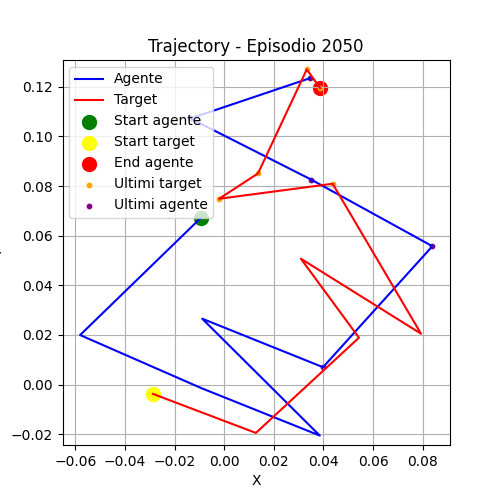 Trajectory - Episodio 2050
Agente
Target
Start agente
Start target
End agente
Ultimi target
Ultimi agente
0.12
0.10
0.08
0.06
0.04
0.02
0.00
−0.02
−0.06 −0.04 −0.02 0.00 0.02 0.04 0.06 0.08
X